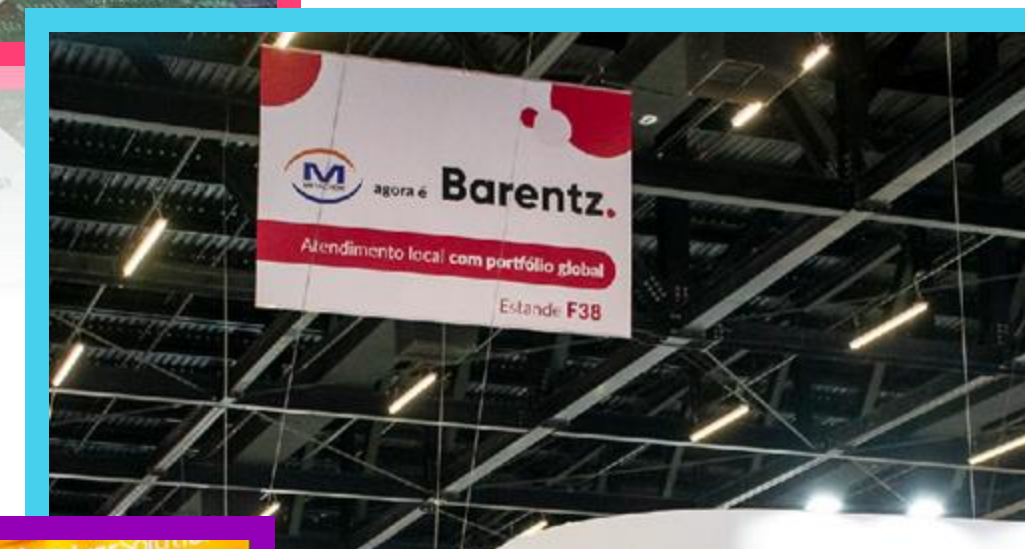 M
agora é Barentz.
Atendimento local com portfólio global
Estande F38